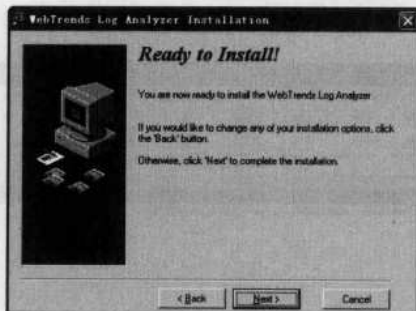 WebTrends Log Analyzer Installation
Ready to Install!
You are now ready to install the WebTrends Log Analyzer
If you would like to change any of your installation options, click
the 'Back' button.
Otherwise, click 'Next' to complete the installation.
< Back
Next >
Cancel